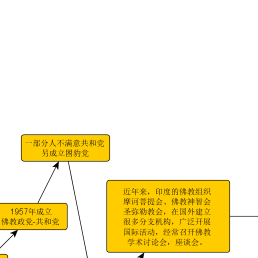 一部分人不满意共和党
另成立图豹党
近年来，印度的佛教组织
摩诃菩提会、佛教神智会
圣弥勒教会，在国外建立
很多分支机构，广泛开展
国际活动，经常召开佛教
学术讨论会，座谈会。
1957年成立
佛教政党-共和党